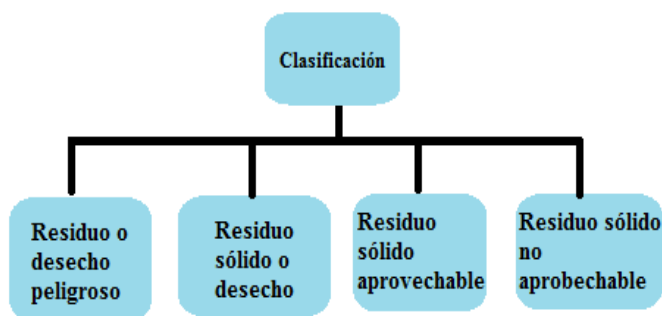 Clasificación
Residuo o
desecho
peligroso
Residuo
sólido o
desecho
Residuo
sólido
aprovechable
Residuo sólido
no
aprobechable